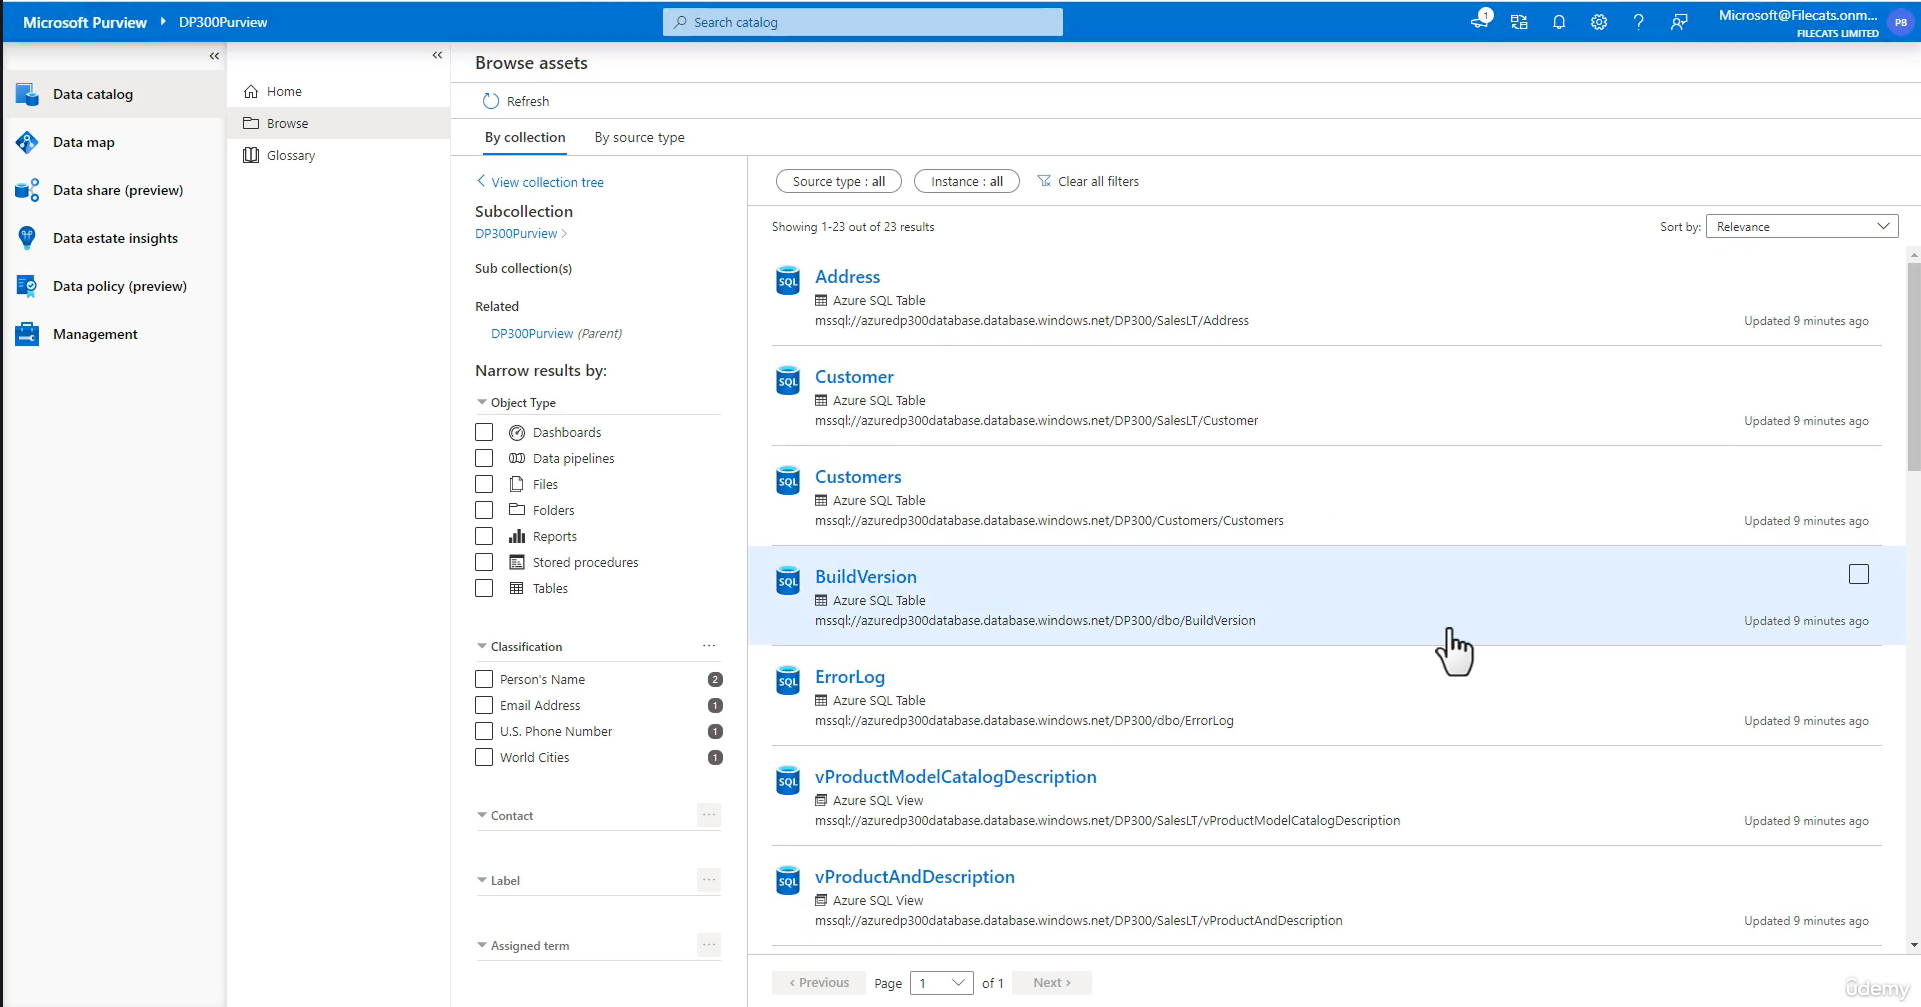 Microsoft Purview
DP300Purview
Search catalog
1
Microsoft@Filecats.onm...
FILECATS LIMITED
PB
Data catalog
Data map
Data share (preview)
Data estate insights
Data policy (preview)
Management
Home
Browse
Glossary
Browse assets
Refresh
By collection
By source type
View collection tree
Subcollection
DP300Purview
Sub collection(s)
Related
DP300Purview (Parent)
Narrow results by:
Object Type
Dashboards
Data pipelines
Files
Folders
Reports
Stored procedures
Tables
Classification
...
Person's Name 2
Email Address 1
U.S. Phone Number 1
World Cities 1
Contact
...
Label
...
Assigned term
...
Source type : all
Instance : all
Clear all filters
Showing 1-23 out of 23 results
Sort by: Relevance
SQL
Address
Azure SQL Table
mssql://azuredp300database.database.windows.net/DP300/SalesLT/Address
Updated 9 minutes ago
SQL
Customer
Azure SQL Table
mssql://azuredp300database.database.windows.net/DP300/SalesLT/Customer
Updated 9 minutes ago
SQL
Customers
Azure SQL Table
mssql://azuredp300database.database.windows.net/DP300/Customers/Customers
Updated 9 minutes ago
SQL
BuildVersion
Azure SQL Table
mssql://azuredp300database.database.windows.net/DP300/dbo/BuildVersion
Updated 9 minutes ago
SQL
ErrorLog
Azure SQL Table
mssql://azuredp300database.database.windows.net/DP300/dbo/ErrorLog
Updated 9 minutes ago
SQL
vProductModelCatalogDescription
Azure SQL View
mssql://azuredp300database.database.windows.net/DP300/SalesLT/vProductModelCatalogDescription
Updated 9 minutes ago
SQL
vProductAndDescription
Azure SQL View
mssql://azuredp300database.database.windows.net/DP300/SalesLT/vProductAndDescription
Updated 9 minutes ago
‹ Previous
Page 1 of 1
Next ›
ûdemy